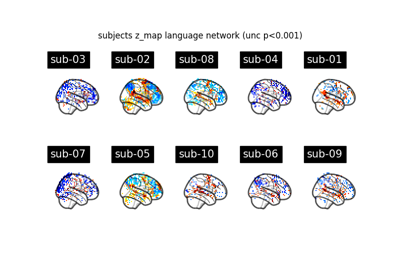 subjects z_map language network (unc p<0.001)
sub-03 sub-02 sub-08 sub-04 sub-01
sub-07 sub-05 sub-10 sub-06 sub-09